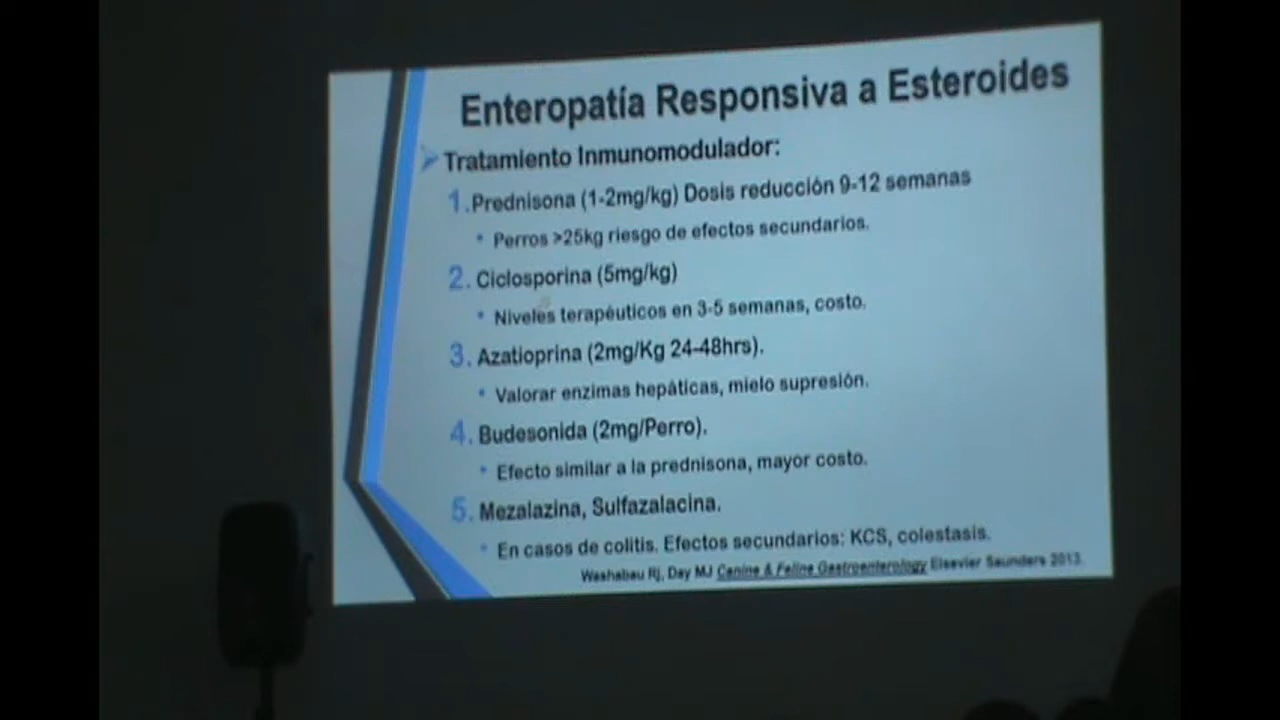 Enteropatía Responsiva a Esteroides
Tratamiento Inmunomodulador:
1. Prednisona (1-2mg/kg) Dosis reducción 9-12 semanas
• Perros >25kg riesgo de efectos secundarios.
2. Ciclosporina (5mg/kg)
• Niveles terapéuticos en 3-5 semanas, costo.
3. Azatioprina (2mg/Kg 24-48hrs).
• Valorar enzimas hepáticas, mielo supresión.
4. Budesonida (2mg/Perro).
• Efecto similar a la prednisona, mayor costo.
5. Mezalazina, Sulfazalacina.
• En casos de colitis. Efectos secundarios: KCS, colestasis.
Washabau Rj, Day MJ Canine & Feline Gastroenterology Elsevier Saunders 2013.